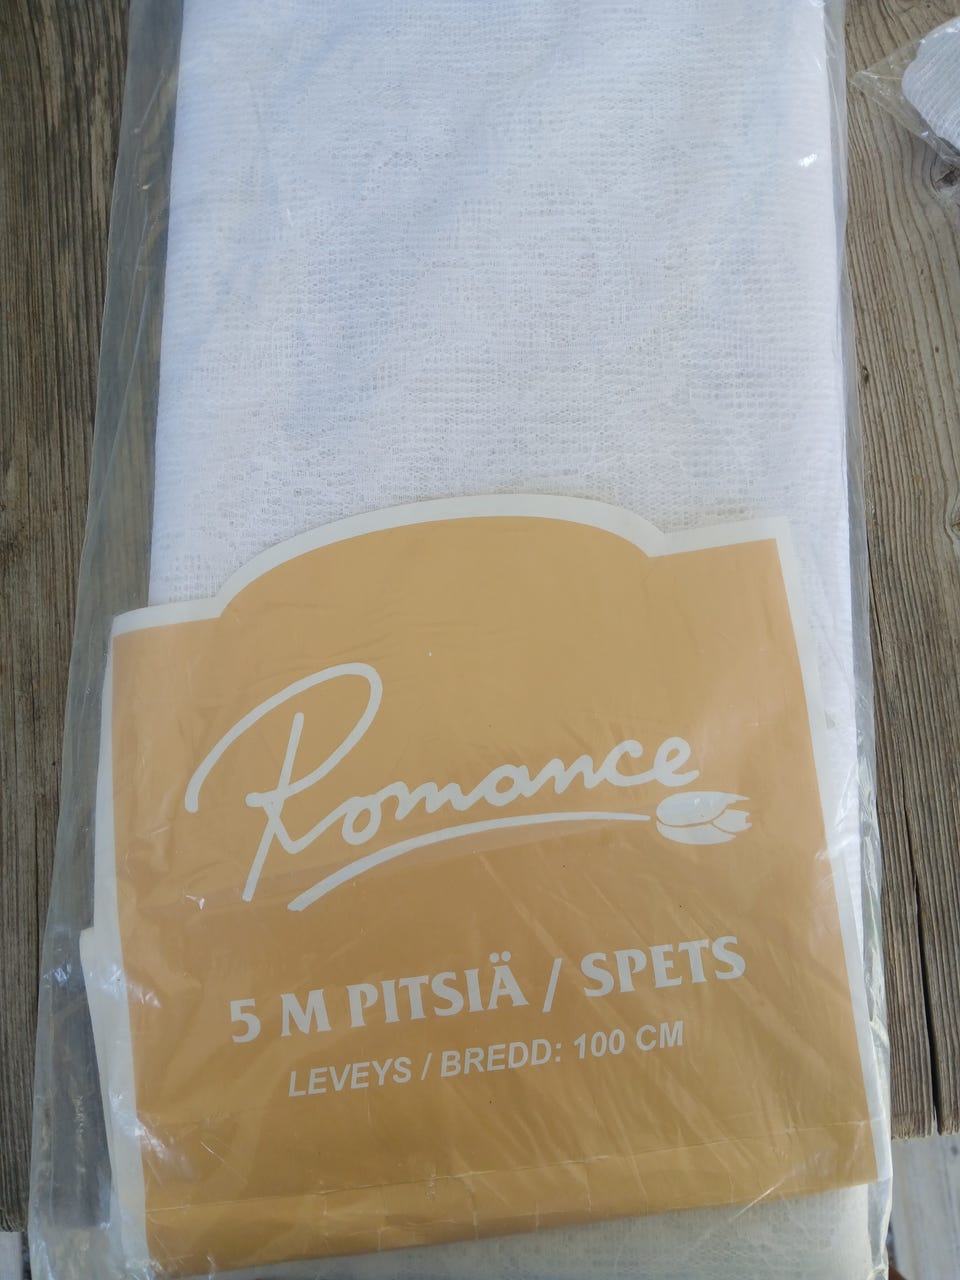 Romance
5 M PITSIÄ / SPETS
LEVEYS / BREDD: 100 CM